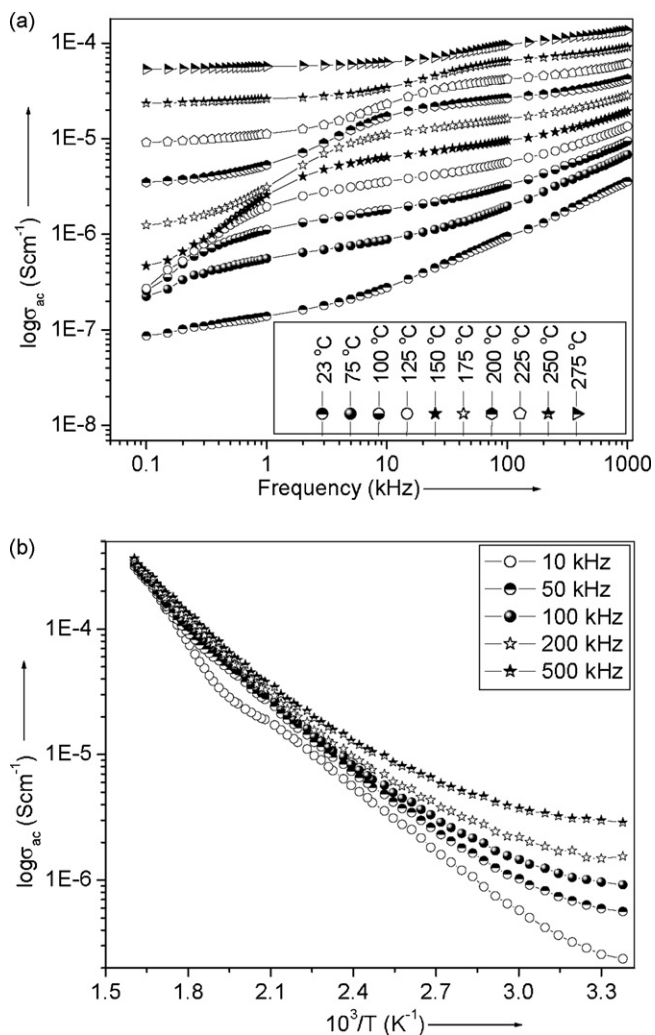 (a)
1E-4
1E-5
1E-6
1E-7
1E-8
logσac (Scm⁻¹)
23 °C
75 °C
100 °C
125 °C
150 °C
175 °C
200 °C
225 °C
250 °C
275 °C
0.1 1 10 100 1000
Frequency (kHz)
(b)
10 kHz
50 kHz
100 kHz
200 kHz
500 kHz
1E-4
1E-5
1E-6
logσac (Scm⁻¹)
1.5 1.8 2.1 2.4 2.7 3.0 3.3
10³/T (K⁻¹)